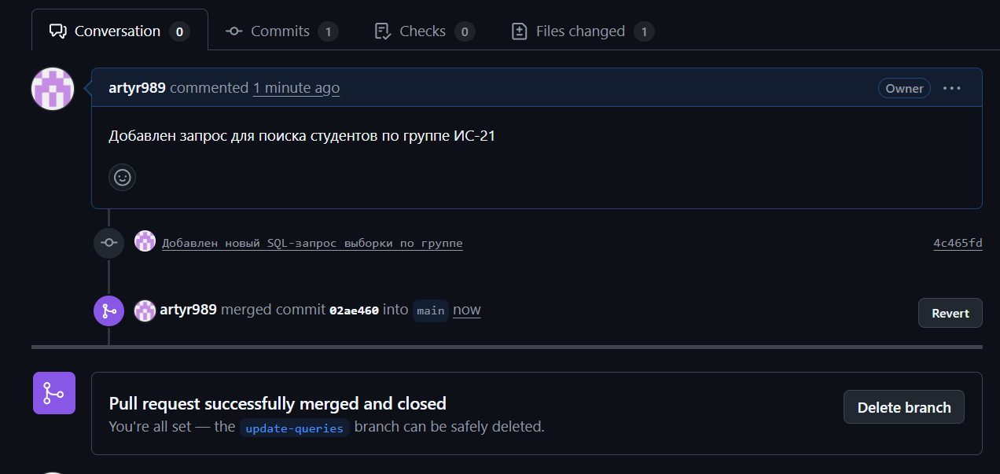 Conversation 0 Commits 1 Checks 0 Files changed 1
artyr989 commented 1 minute ago Owner
Добавлен запрос для поиска студентов по группе ИС-21
Добавлен новый SQL-запрос выборки по группе 4c465fd
artyr989 merged commit 02ae460 into main now Revert
Pull request successfully merged and closed
You're all set — the update-queries branch can be safely deleted.
Delete branch